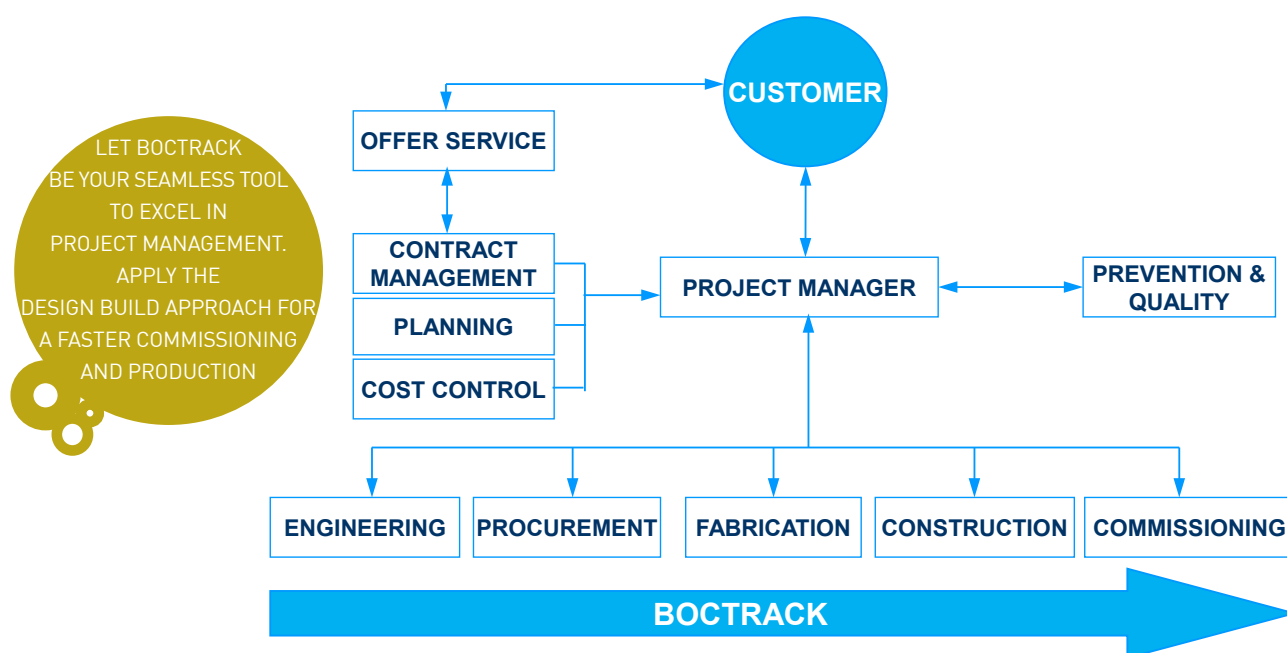 CUSTOMER
OFFER SERVICE
LET BOCTRACK
BE YOUR SEAMLESS TOOL
TO EXCEL IN
PROJECT MANAGEMENT.
APPLY THE
DESIGN BUILD APPROACH FOR
A FASTER COMMISSIONING
AND PRODUCTION
CONTRACT
MANAGEMENT
PLANNING
COST CONTROL
PROJECT MANAGER
PREVENTION &
QUALITY
ENGINEERING
PROCUREMENT
FABRICATION
CONSTRUCTION
COMMISSIONING
BOCTRACK